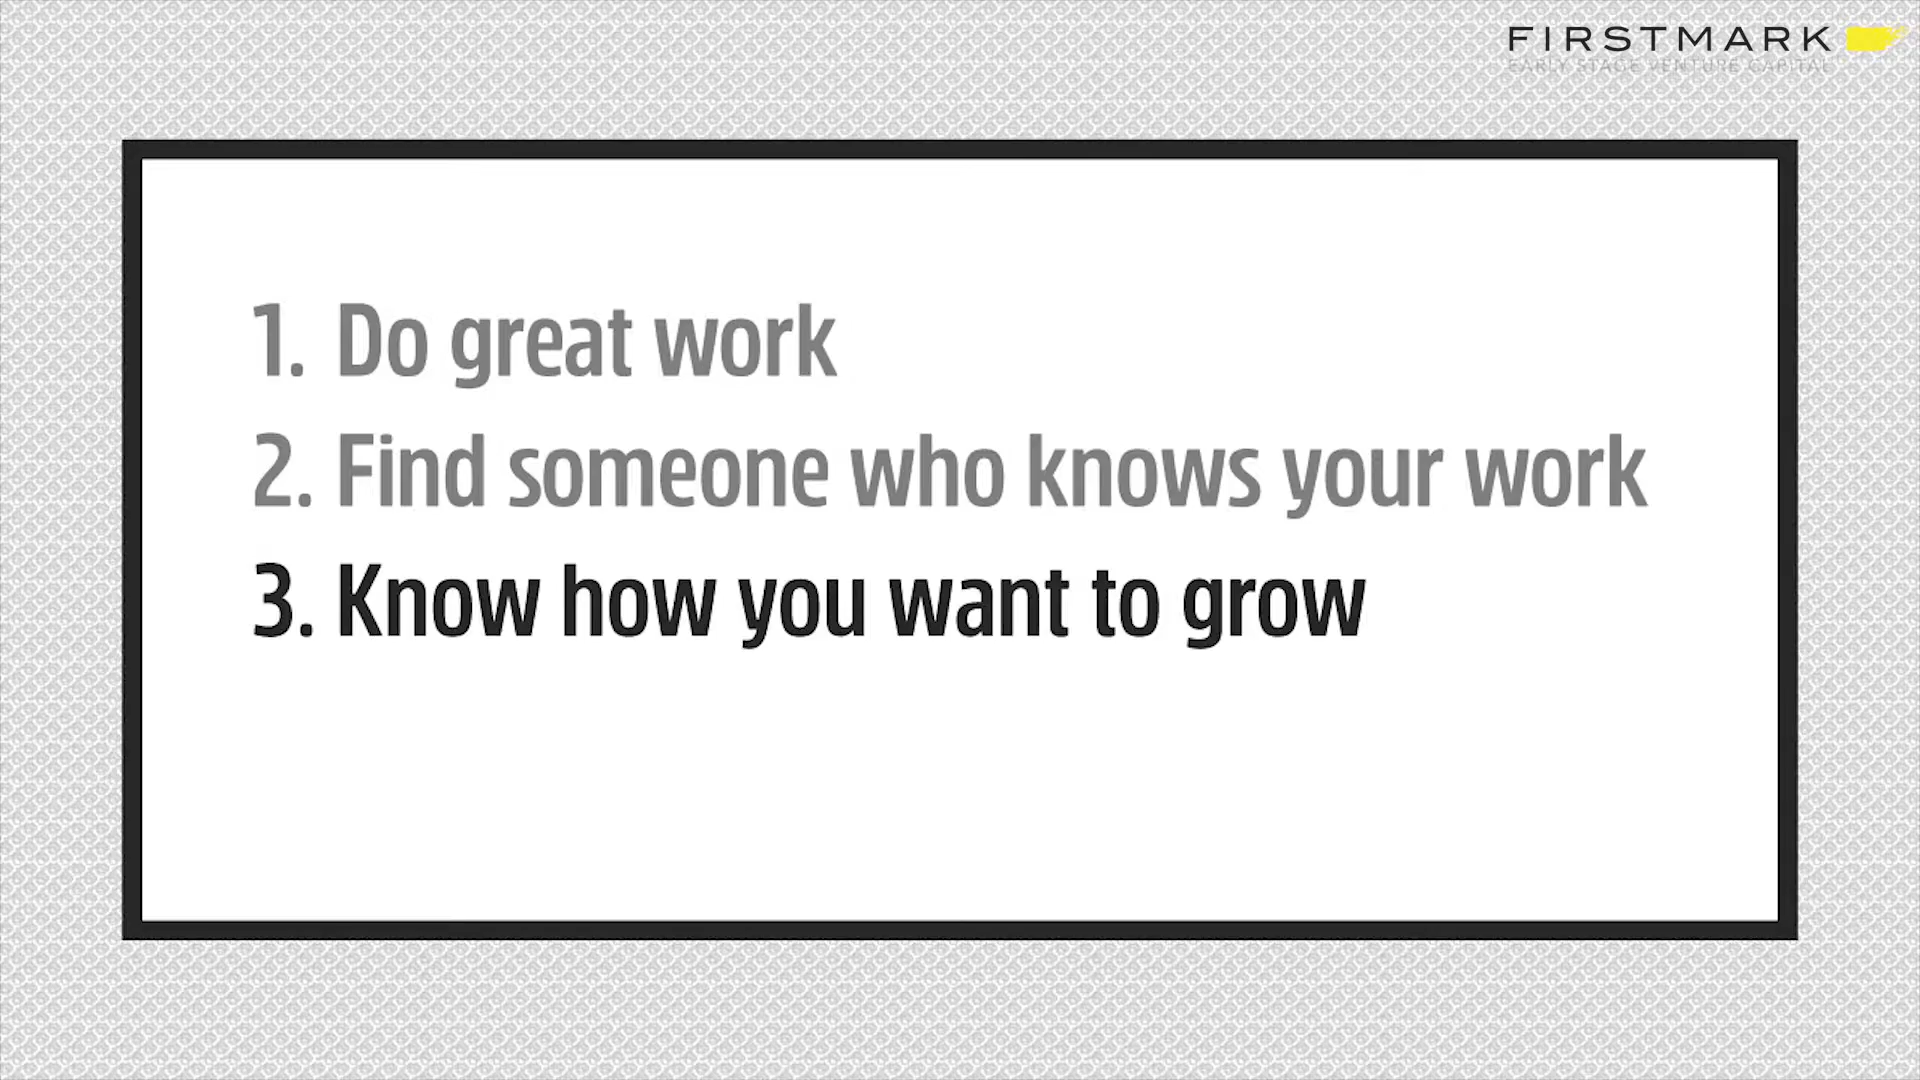 FIRSTMARK
EARLY STAGE VENTURE CAPITAL
1. Do great work
2. Find someone who knows your work
3. Know how you want to grow